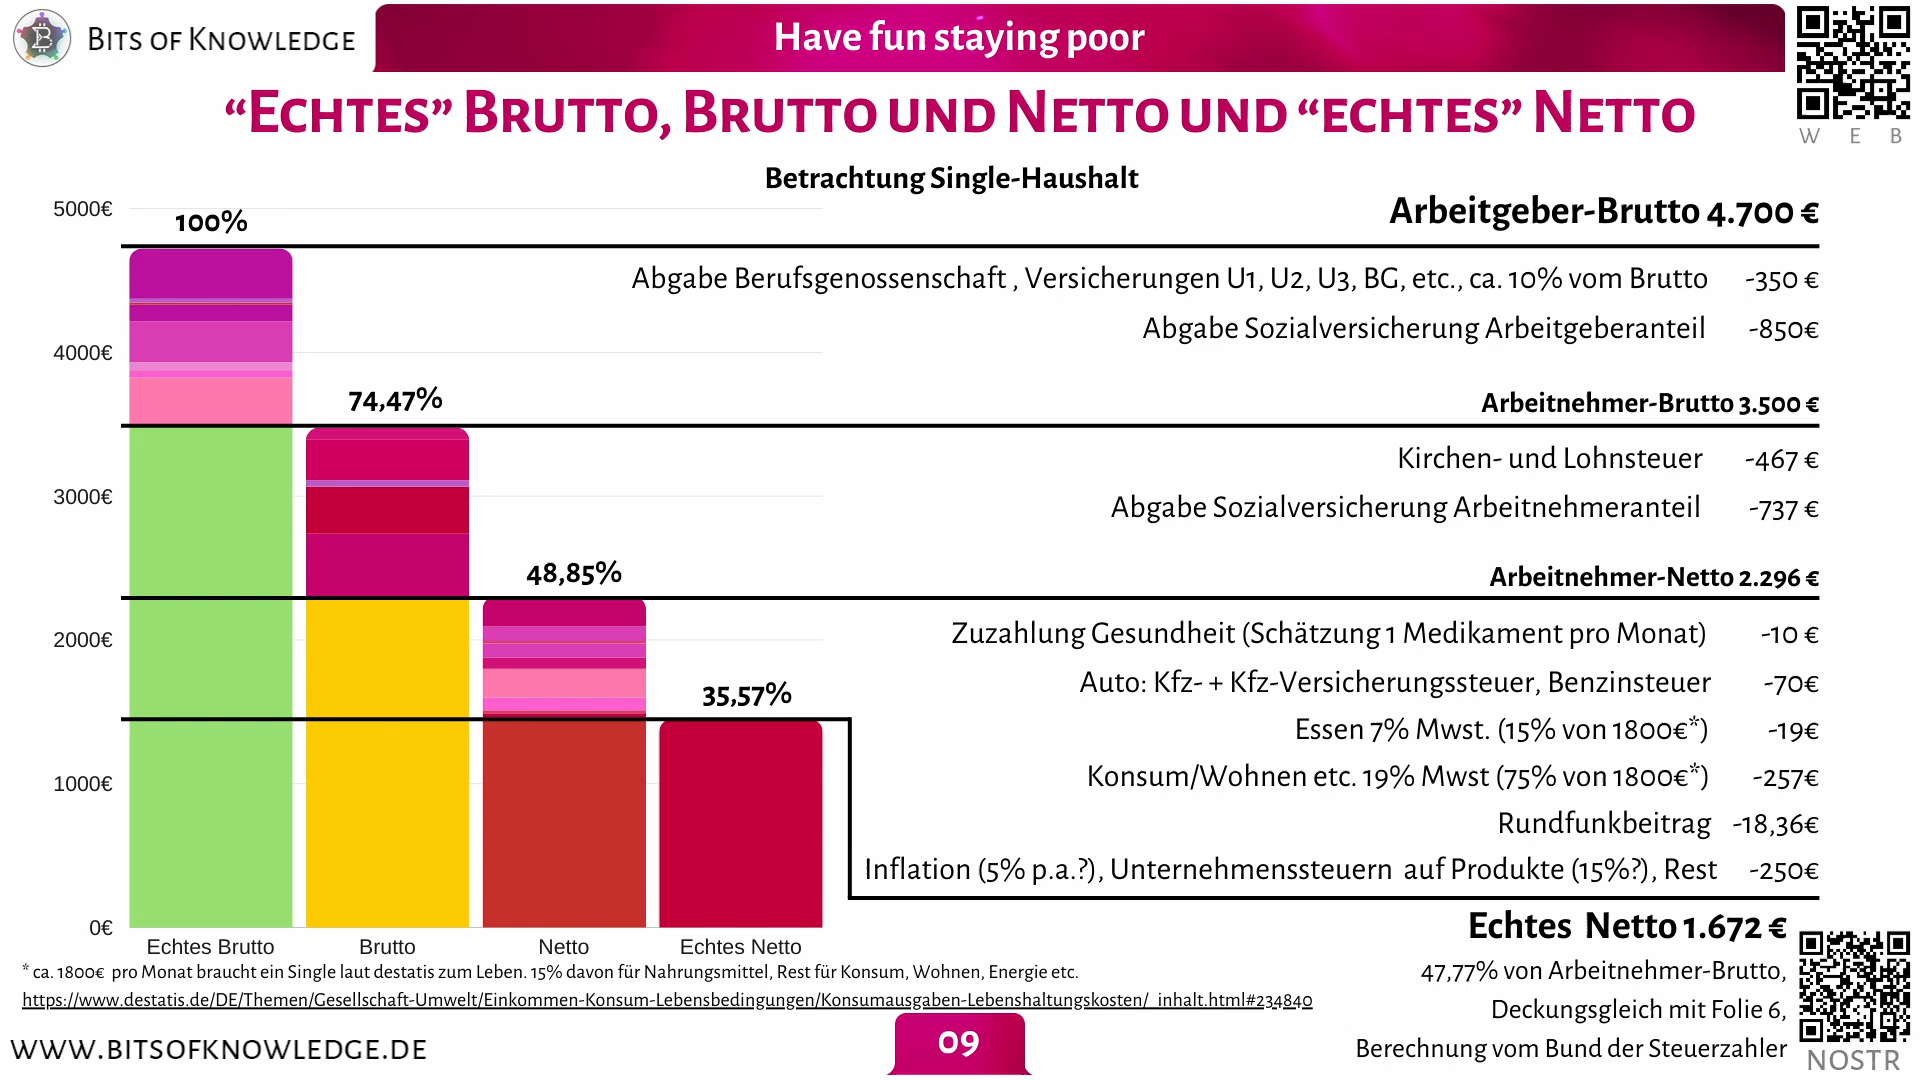 BITS OF KNOWLEDGE
Have fun staying poor
WEB
“ECHTES” BRUTTO, BRUTTO UND NETTO UND “ECHTES” NETTO
Betrachtung Single-Haushalt
5000€
4000€
3000€
2000€
1000€
0€
100%
74,47%
48,85%
35,57%
Echtes Brutto
Brutto
Netto
Echtes Netto
Arbeitgeber-Brutto 4.700 €
Abgabe Berufsgenossenschaft , Versicherungen U1, U2, U3, BG, etc., ca. 10% vom Brutto -350 €
Abgabe Sozialversicherung Arbeitgeberanteil -850€
Arbeitnehmer-Brutto 3.500 €
Kirchen- und Lohnsteuer -467 €
Abgabe Sozialversicherung Arbeitnehmeranteil -737 €
Arbeitnehmer-Netto 2.296 €
Zuzahlung Gesundheit (Schätzung 1 Medikament pro Monat) -10 €
Auto: Kfz- + Kfz-Versicherungssteuer, Benzinsteuer -70€
Essen 7% Mwst. (15% von 1800€*) -19€
Konsum/Wohnen etc. 19% Mwst (75% von 1800€*) -257€
Rundfunkbeitrag -18,36€
Inflation (5% p.a.?), Unternehmenssteuern auf Produkte (15%?), Rest -250€
Echtes Netto 1.672 €
47,77% von Arbeitnehmer-Brutto,
Deckungsgleich mit Folie 6,
Berechnung vom Bund der Steuerzahler
* ca. 1800€ pro Monat braucht ein Single laut destatis zum Leben. 15% davon für Nahrungsmittel, Rest für Konsum, Wohnen, Energie etc.
https://www.destatis.de/DE/Themen/Gesellschaft-Umwelt/Einkommen-Konsum-Lebensbedingungen/Konsumausgaben-Lebenshaltungskosten/_inhalt.html#234840
WWW.BITSOFKNOWLEDGE.DE
09
NOSTR